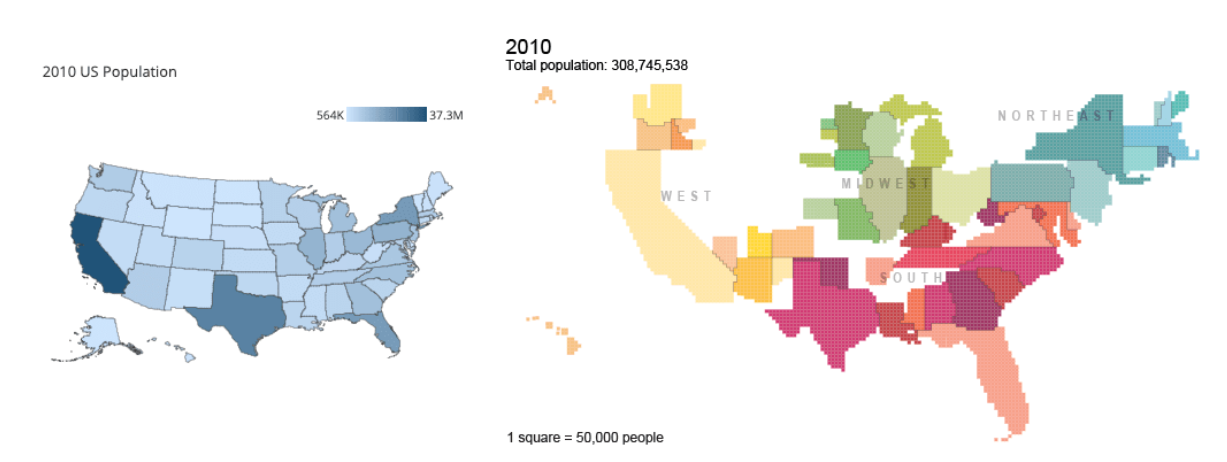 2010 US Population
564K
37.3M
2010
Total population: 308,745,538
NORTHEAST
MIDWEST
WEST
SOUTH
1 square = 50,000 people